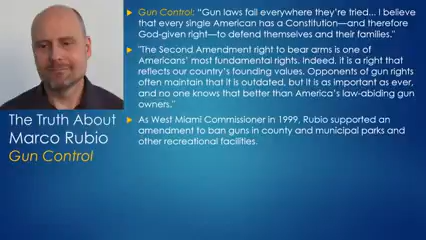 Gun Control: “Gun laws fail everywhere they’re tried... I believe
that every single American has a Constitution—and therefore
God-given right—to defend themselves and their families."
"The Second Amendment right to bear arms is one of
Americans' most fundamental rights. Indeed, it is a right that
reflects our country's founding values. Opponents of gun rights
often maintain that it is outdated, but it is as important as ever,
and no one knows that better than America's law-abiding gun
owners."
As West Miami Commissioner in 1999, Rubio supported an
amendment to ban guns in county and municipal parks and
other recreational facilities.
The Truth About
Marco Rubio
Gun Control